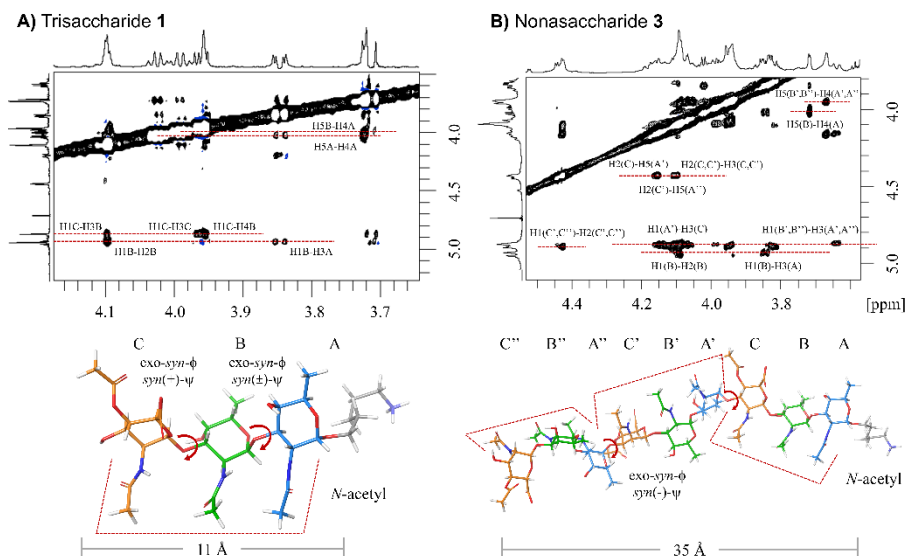 A) Trisaccharide 1
B) Nonasaccharide 3
H5B-H4A
H5A-H4A
H1C-H3B
H1C-H3C
H1C-H4B
H1B-H2B
H1B-H3A
4.0
4.5
5.0
4.1
4.0
3.9
3.8
3.7
H5(B',B'')-H4(A',A'')
H5(B)-H4(A)
H2(C)-H5(A')
H2(C,C')-H3(C,C')
H2(C')-H5(A'')
H1(C',C'')-H2(C',C'')
H1(A')-H3(C)
H1(B',B'')-H3(A',A'')
H1(B)-H2(B)
H1(B)-H3(A)
4.0
4.5
5.0
4.4
4.2
4.0
3.8
[ppm]
C
B
A
exo-syn-ϕ
syn(−)-ψ
exo-syn-ϕ
syn(±)-ψ
N-acetyl
11 Å
C''
B''
A''
C'
B'
A'
C
B
A
exo-syn-ϕ
syn(-)-ψ
N-acetyl
35 Å